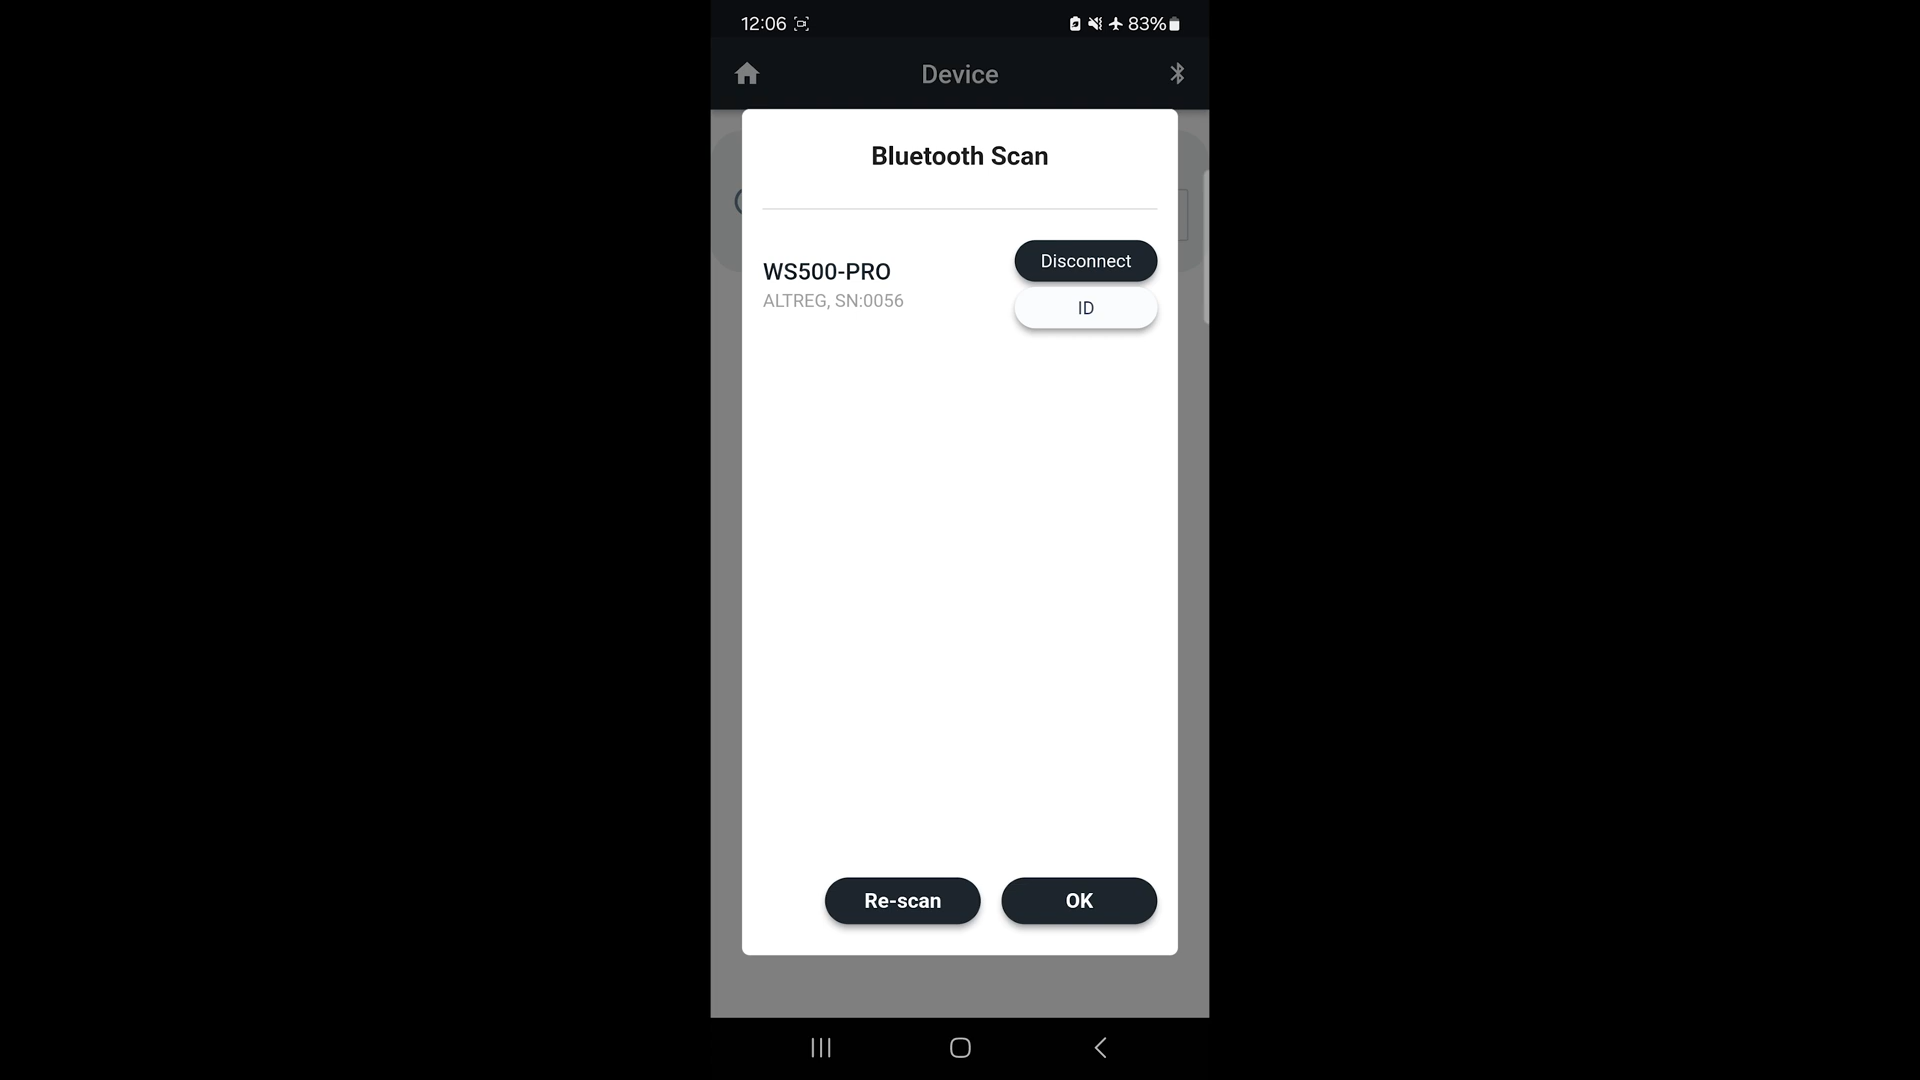 12:06 83%
Device
Bluetooth Scan
WS500-PRO
ALTREG, SN:0056
Disconnect
ID
Re-scan OK